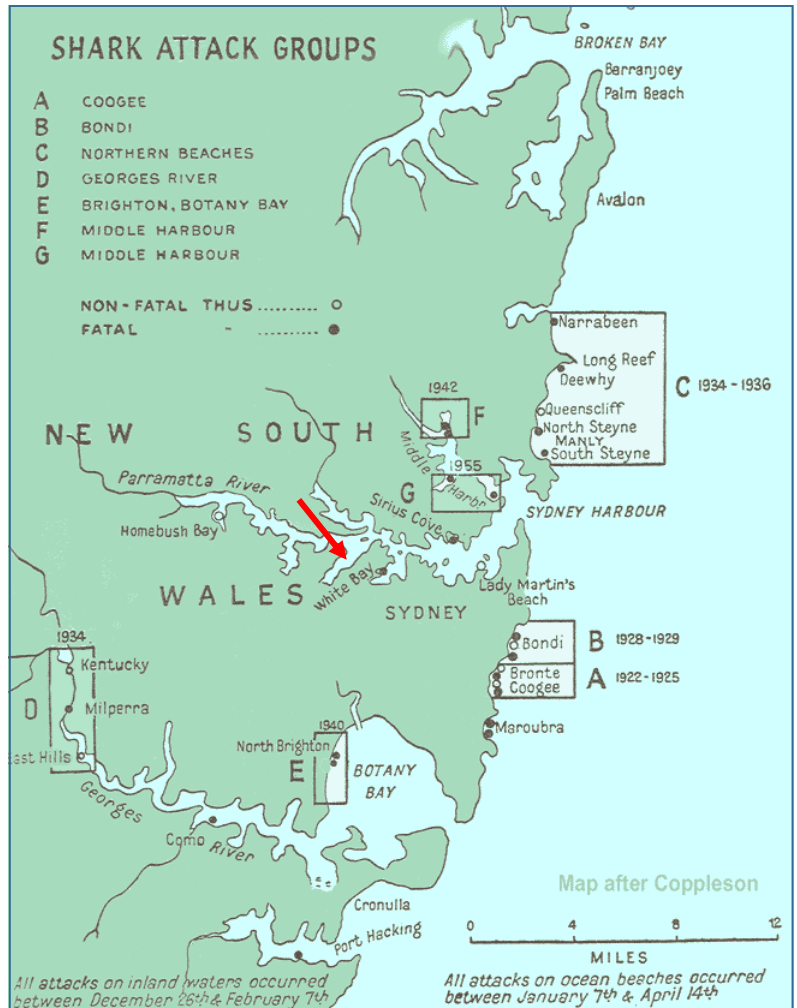 SHARK ATTACK GROUPS
A COOGEE
B BONDI
C NORTHERN BEACHES
D GEORGES RIVER
E BRIGHTON, BOTANY BAY
F MIDDLE HARBOUR
G MIDDLE HARBOUR
NON-FATAL THUS .......... ○
FATAL " .......... ●
BROKEN BAY
Barranjoey
Palm Beach
Avalon
Narrabeen
Long Reef
Deewhy
C 1934-1936
Queenscliff
North Steyne
MANLY
South Steyne
1942
F
NEW SOUTH
Middle Harbr
1955
G
Parramatta River
Sirius Cove
SYDNEY HARBOUR
Homebush Bay
White Bay
Lady Martin's
Beach
WALES
SYDNEY
Bondi
B 1928-1929
1934
Kentucky
Bronte
Coogee
A 1922-1925
D
Milperra
Maroubra
1940
North Brighton
East Hills
E
BOTANY
BAY
Georges River
Como
Map after Coppleson
Cronulla
Port Hacking
0 4 8 12
MILES
All attacks on inland waters occurred
between December 26th & February 7th
All attacks on ocean beaches occurred
between January 7th & April 14th